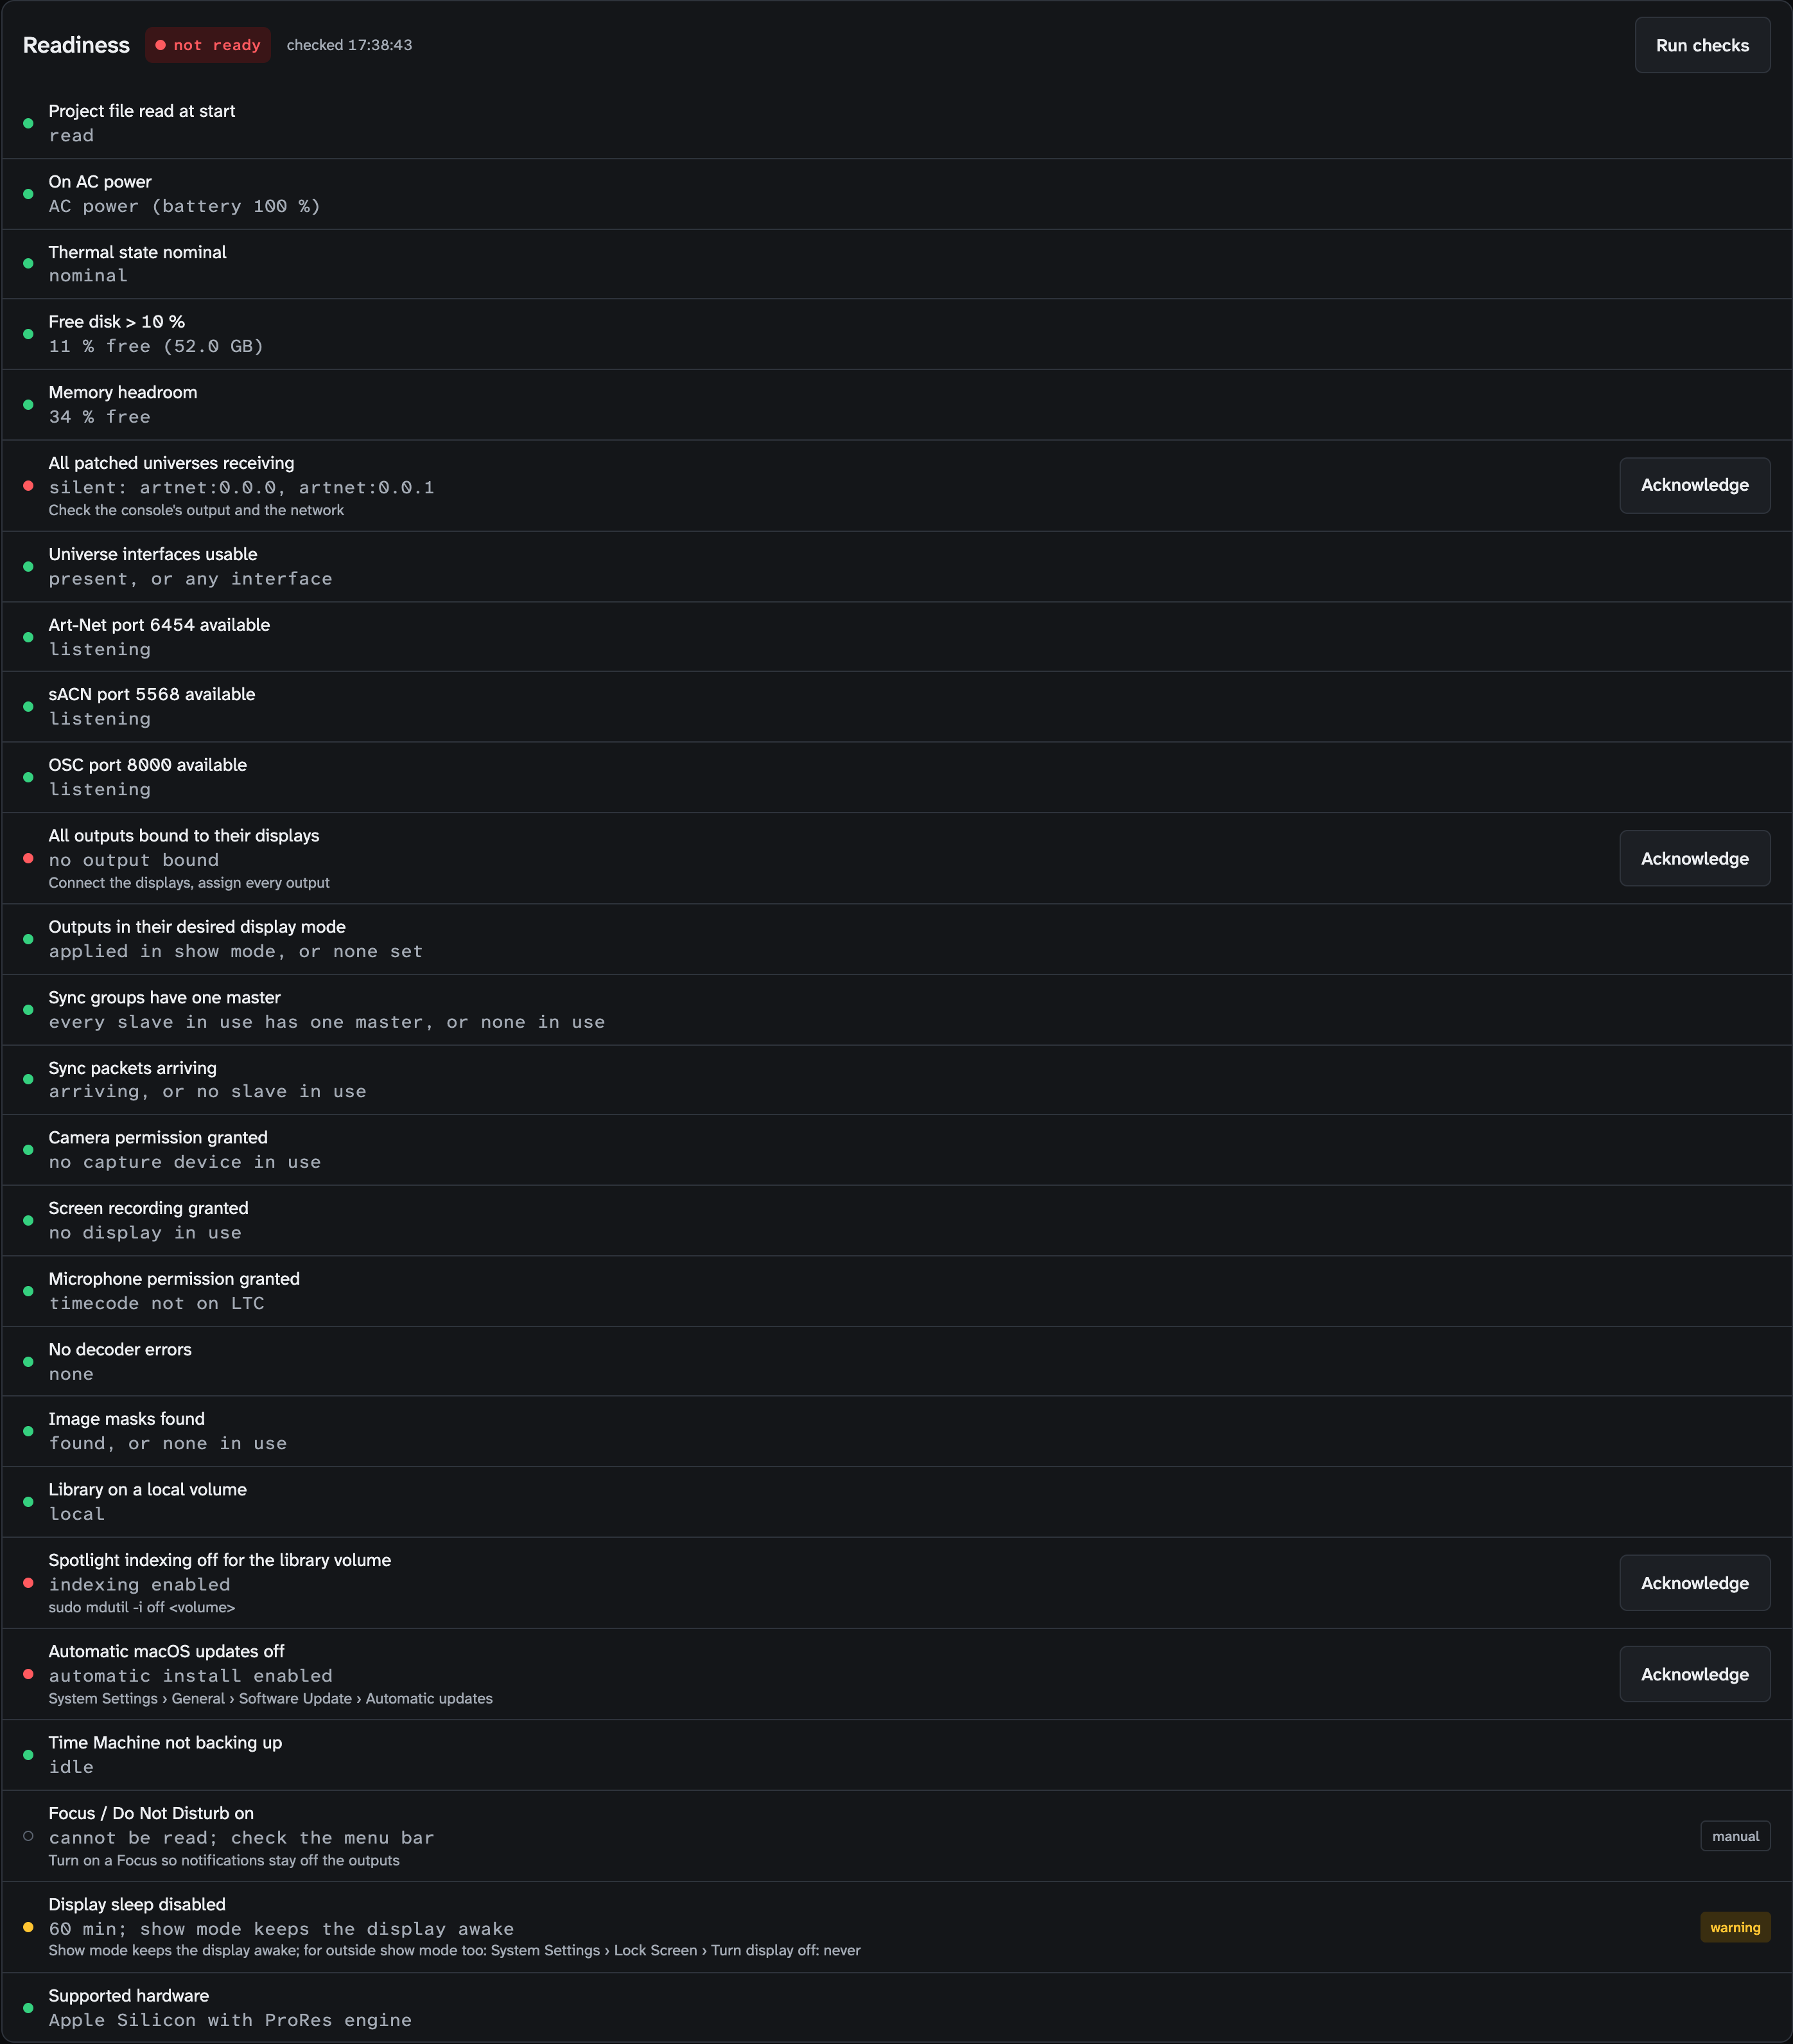 Readiness
not ready
checked 17:38:43
Run checks
Project file read at start
read
On AC power
AC power (battery 100 %)
Thermal state nominal
nominal
Free disk > 10 %
11 % free (52.0 GB)
Memory headroom
34 % free
All patched universes receiving
silent: artnet:0.0.0, artnet:0.0.1
Check the console's output and the network
Acknowledge
Universe interfaces usable
present, or any interface
Art-Net port 6454 available
listening
sACN port 5568 available
listening
OSC port 8000 available
listening
All outputs bound to their displays
no output bound
Connect the displays, assign every output
Acknowledge
Outputs in their desired display mode
applied in show mode, or none set
Sync groups have one master
every slave in use has one master, or none in use
Sync packets arriving
arriving, or no slave in use
Camera permission granted
no capture device in use
Screen recording granted
no display in use
Microphone permission granted
timecode not on LTC
No decoder errors
none
Image masks found
found, or none in use
Library on a local volume
local
Spotlight indexing off for the library volume
indexing enabled
sudo mdutil -i off <volume>
Acknowledge
Automatic macOS updates off
automatic install enabled
System Settings › General › Software Update › Automatic updates
Acknowledge
Time Machine not backing up
idle
Focus / Do Not Disturb on
cannot be read; check the menu bar
Turn on a Focus so notifications stay off the outputs
manual
Display sleep disabled
60 min; show mode keeps the display awake
Show mode keeps the display awake; for outside show mode too: System Settings › Lock Screen › Turn display off: never
warning
Supported hardware
Apple Silicon with ProRes engine